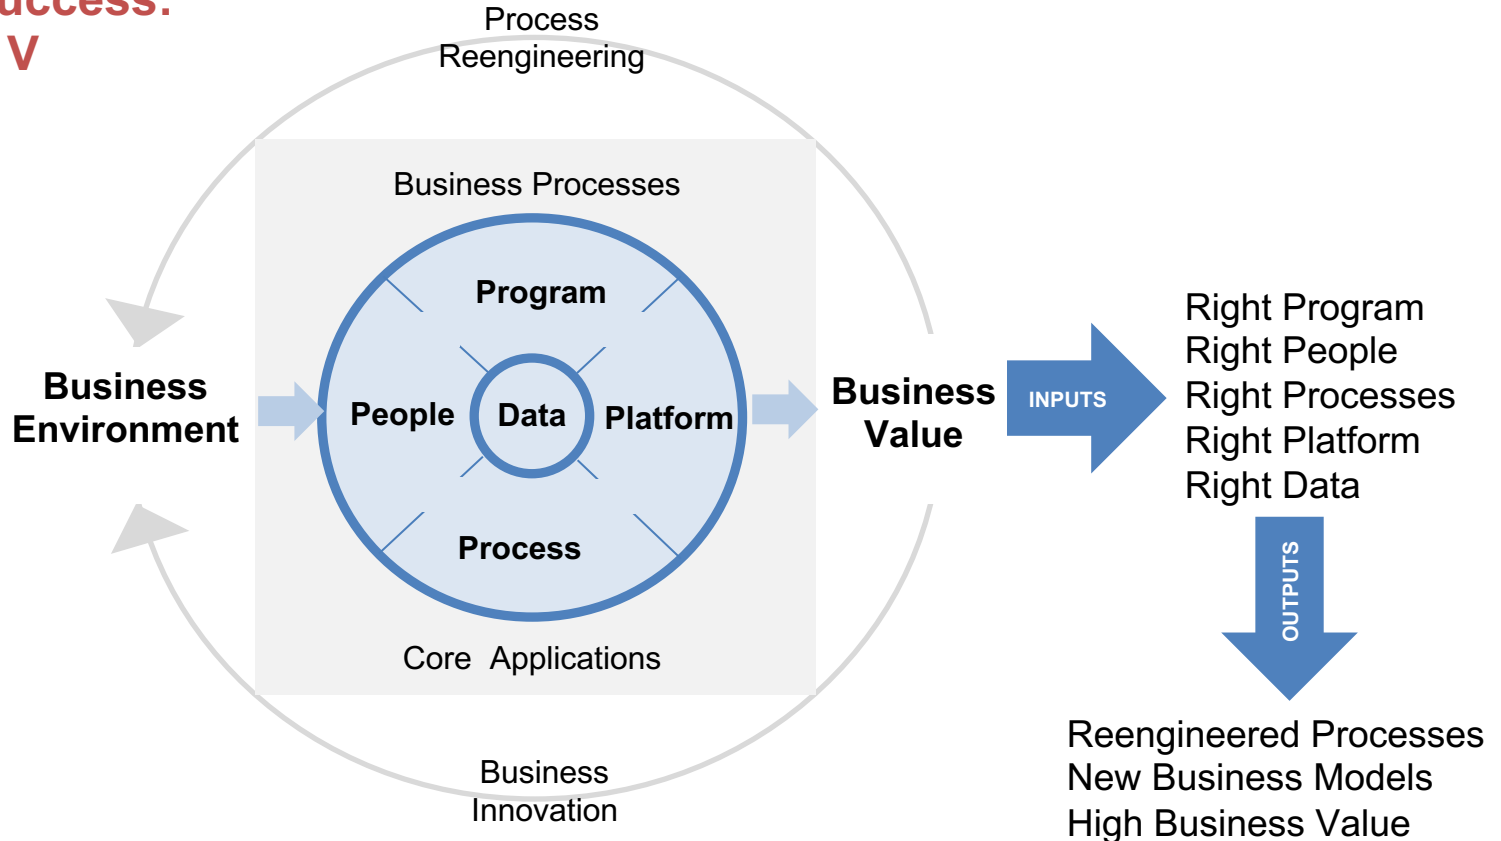 uccess:
V
Process
Reengineering
Business Processes
Program
Business
Environment
People
Data
Platform
Process
Core Applications
Business
Innovation
Business
Value
INPUTS
Right Program
Right People
Right Processes
Right Platform
Right Data
OUTPUTS
Reengineered Processes
New Business Models
High Business Value